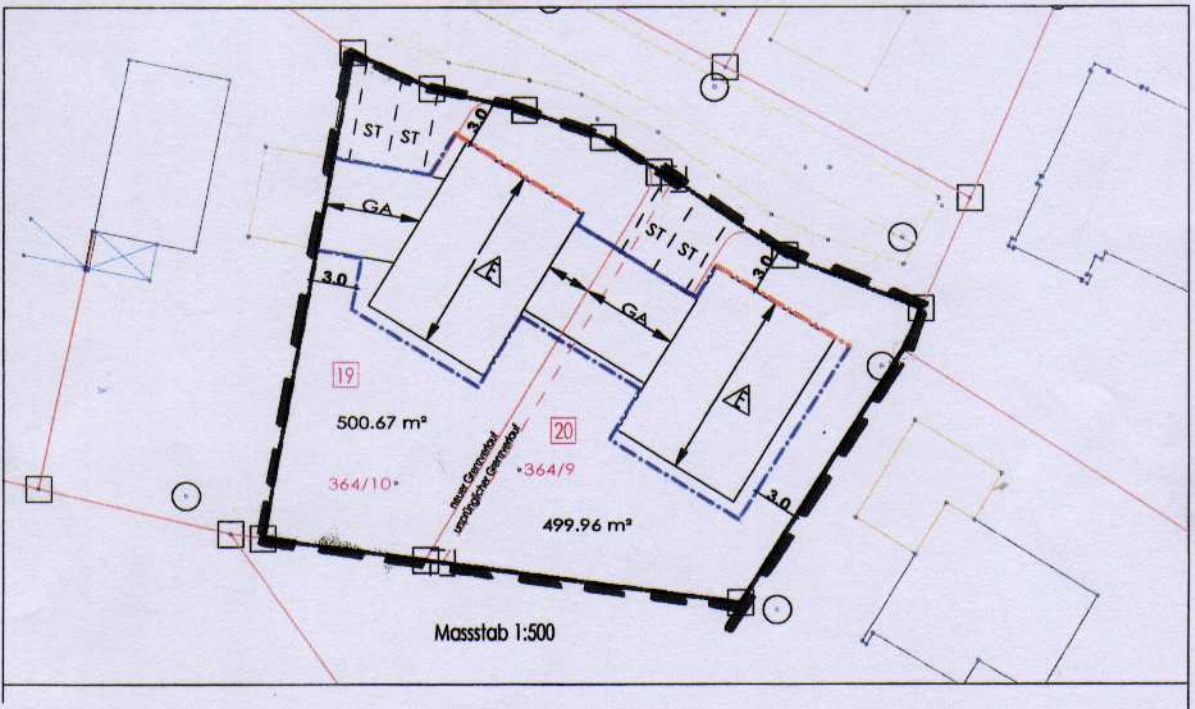 3.0
ST
ST
GA
ST
ST
3.0
E
3.0
GA
19
E
500.67 m²
20
364/10
364/9
neuer Grenzverlauf
ursprünglicher Grenzverlauf
3.0
499.96 m²
Massstab 1:500